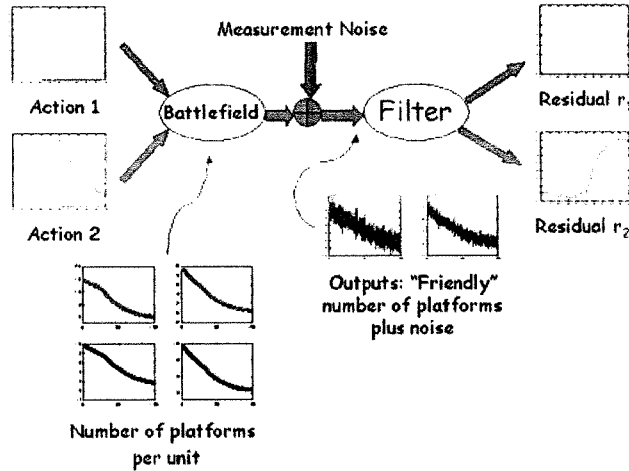 Measurement Noise
Action 1
Battlefield
Filter
Residual r₁
Action 2
Residual r₂
Outputs: "Friendly"
number of platforms
plus noise
Number of platforms
per unit